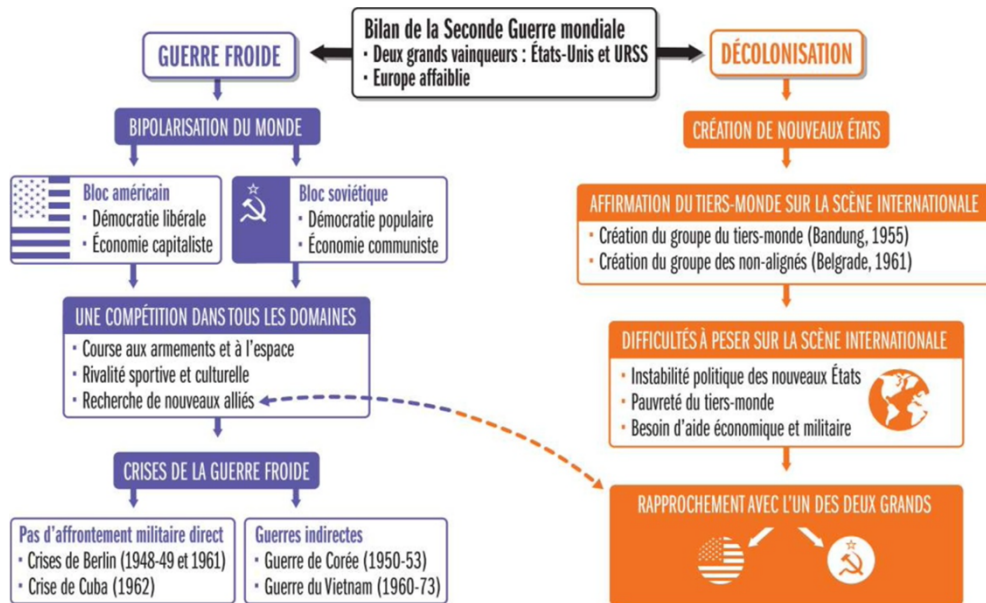 Bilan de la Seconde Guerre mondiale
• Deux grands vainqueurs : États-Unis et URSS
• Europe affaiblie
GUERRE FROIDE
BIPOLARISATION DU MONDE
Bloc américain
• Démocratie libérale
• Économie capitaliste
Bloc soviétique
• Démocratie populaire
• Économie communiste
UNE COMPÉTITION DANS TOUS LES DOMAINES
• Course aux armements et à l'espace
• Rivalité sportive et culturelle
• Recherche de nouveaux alliés
CRISES DE LA GUERRE FROIDE
Pas d'affrontement militaire direct
• Crises de Berlin (1948-49 et 1961)
• Crise de Cuba (1962)
Guerres indirectes
• Guerre de Corée (1950-53)
• Guerre du Vietnam (1960-73)
DÉCOLONISATION
CRÉATION DE NOUVEAUX ÉTATS
AFFIRMATION DU TIERS-MONDE SUR LA SCÈNE INTERNATIONALE
• Création du groupe du tiers-monde (Bandung, 1955)
• Création du groupe des non-alignés (Belgrade, 1961)
DIFFICULTÉS À PESER SUR LA SCÈNE INTERNATIONALE
• Instabilité politique des nouveaux États
• Pauvreté du tiers-monde
• Besoin d'aide économique et militaire
RAPPROCHEMENT AVEC L'UN DES DEUX GRANDS